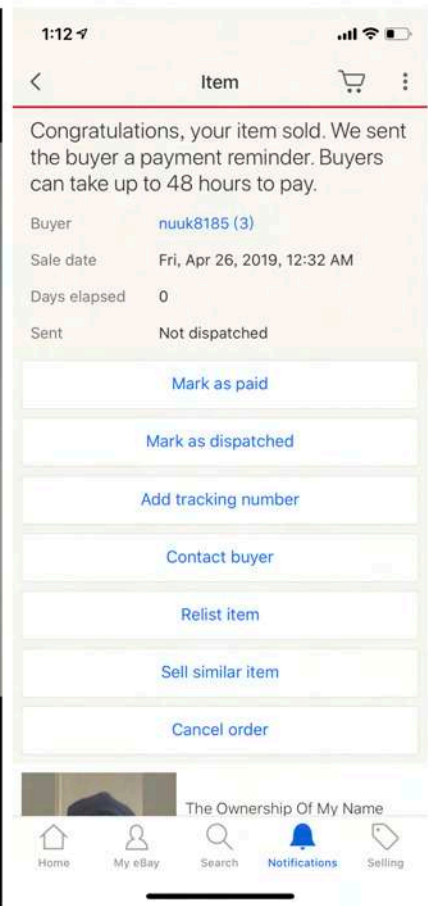 1:12
Item
Congratulations, your item sold. We sent
the buyer a payment reminder. Buyers
can take up to 48 hours to pay.
Buyer nuuk8185 (3)
Sale date Fri, Apr 26, 2019, 12:32 AM
Days elapsed 0
Sent Not dispatched
Mark as paid
Mark as dispatched
Add tracking number
Contact buyer
Relist item
Sell similar item
Cancel order
The Ownership Of My Name
Home My eBay Search Notifications Selling